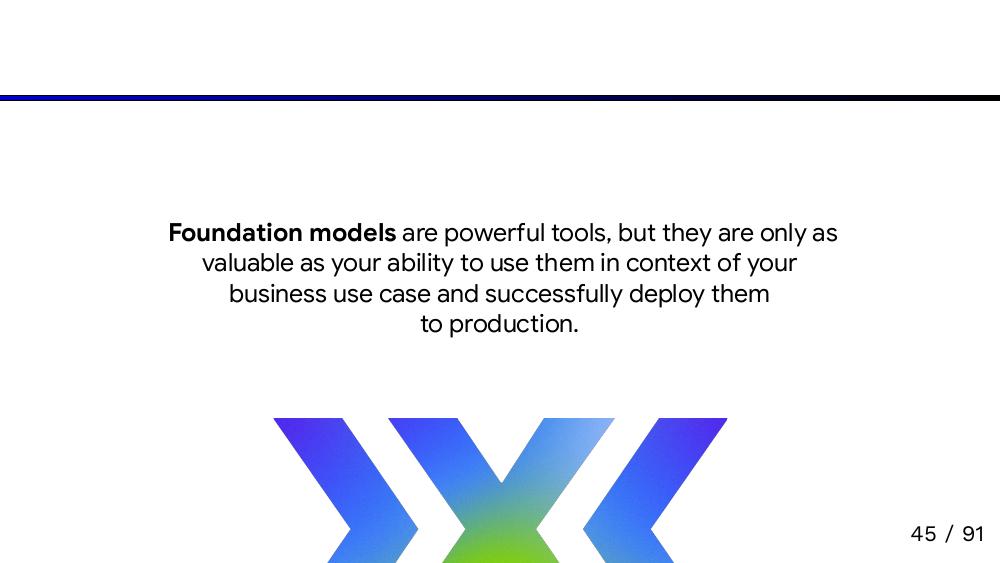 Foundation models are powerful tools, but they are only as
valuable as your ability to use them in context of your
business use case and successfully deploy them
to production.
45 / 91